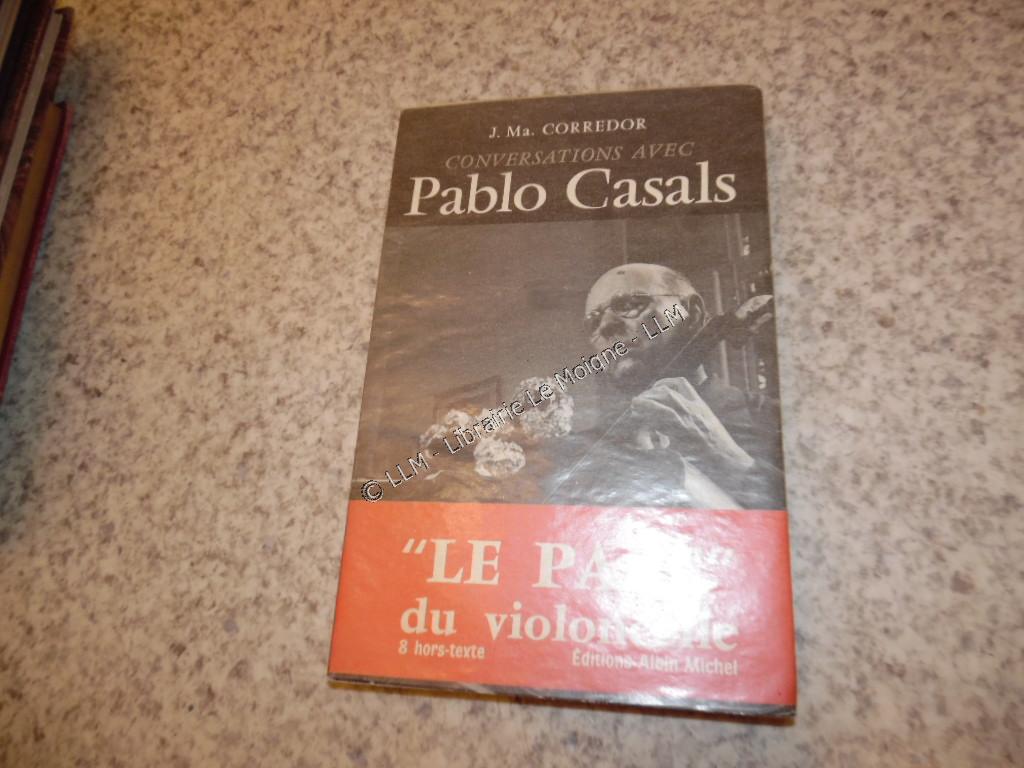 J. Ma. CORREDOR
CONVERSATIONS AVEC
Pablo Casals
© LLM - Librairie Le Moigne - LLM
"LE
du violoncelle
8 hors-texte
Éditions Albin Michel